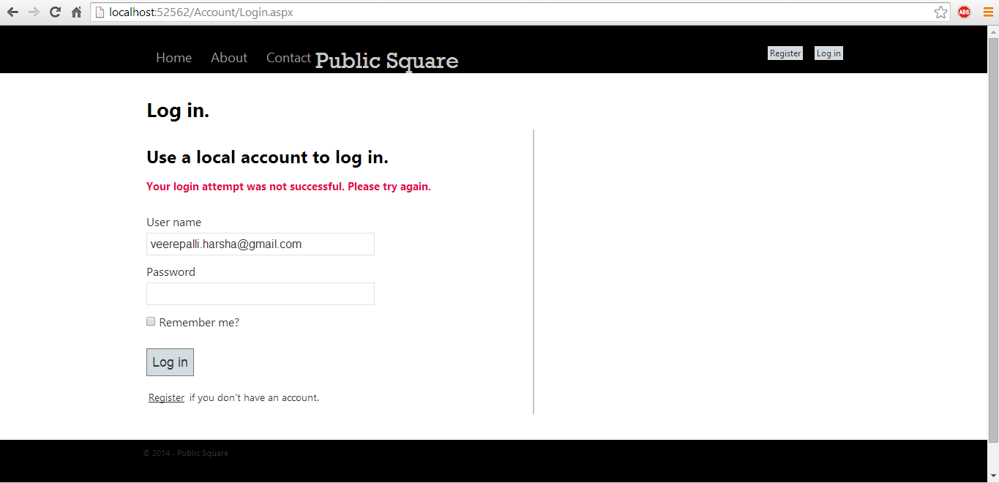 localhost:52562/Account/Login.aspx
ABS
Home About Contact Public Square Register Log in
Log in.
Use a local account to log in.
Your login attempt was not successful. Please try again.
User name
veerepalli.harsha@gmail.com
Password
Remember me?
Log in
Register if you don't have an account.
© 2014 - Public Square